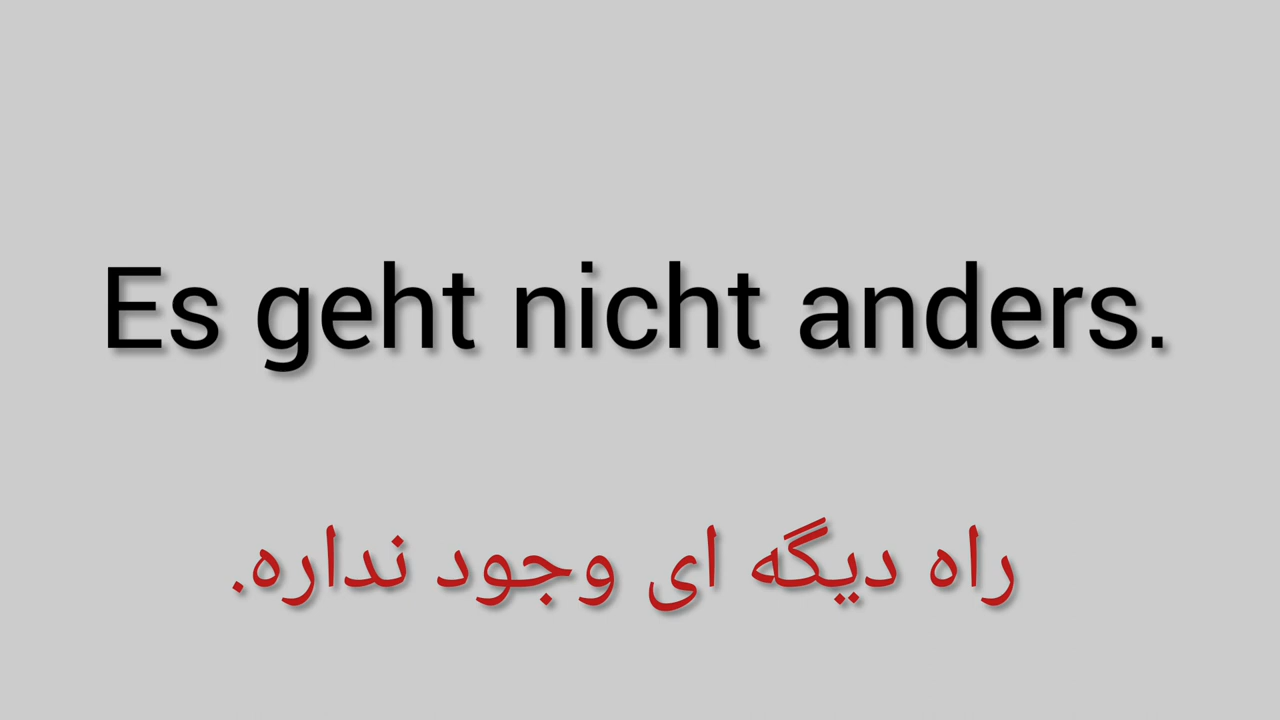 Es geht nicht anders.
راه دیگه ای وجود نداره.